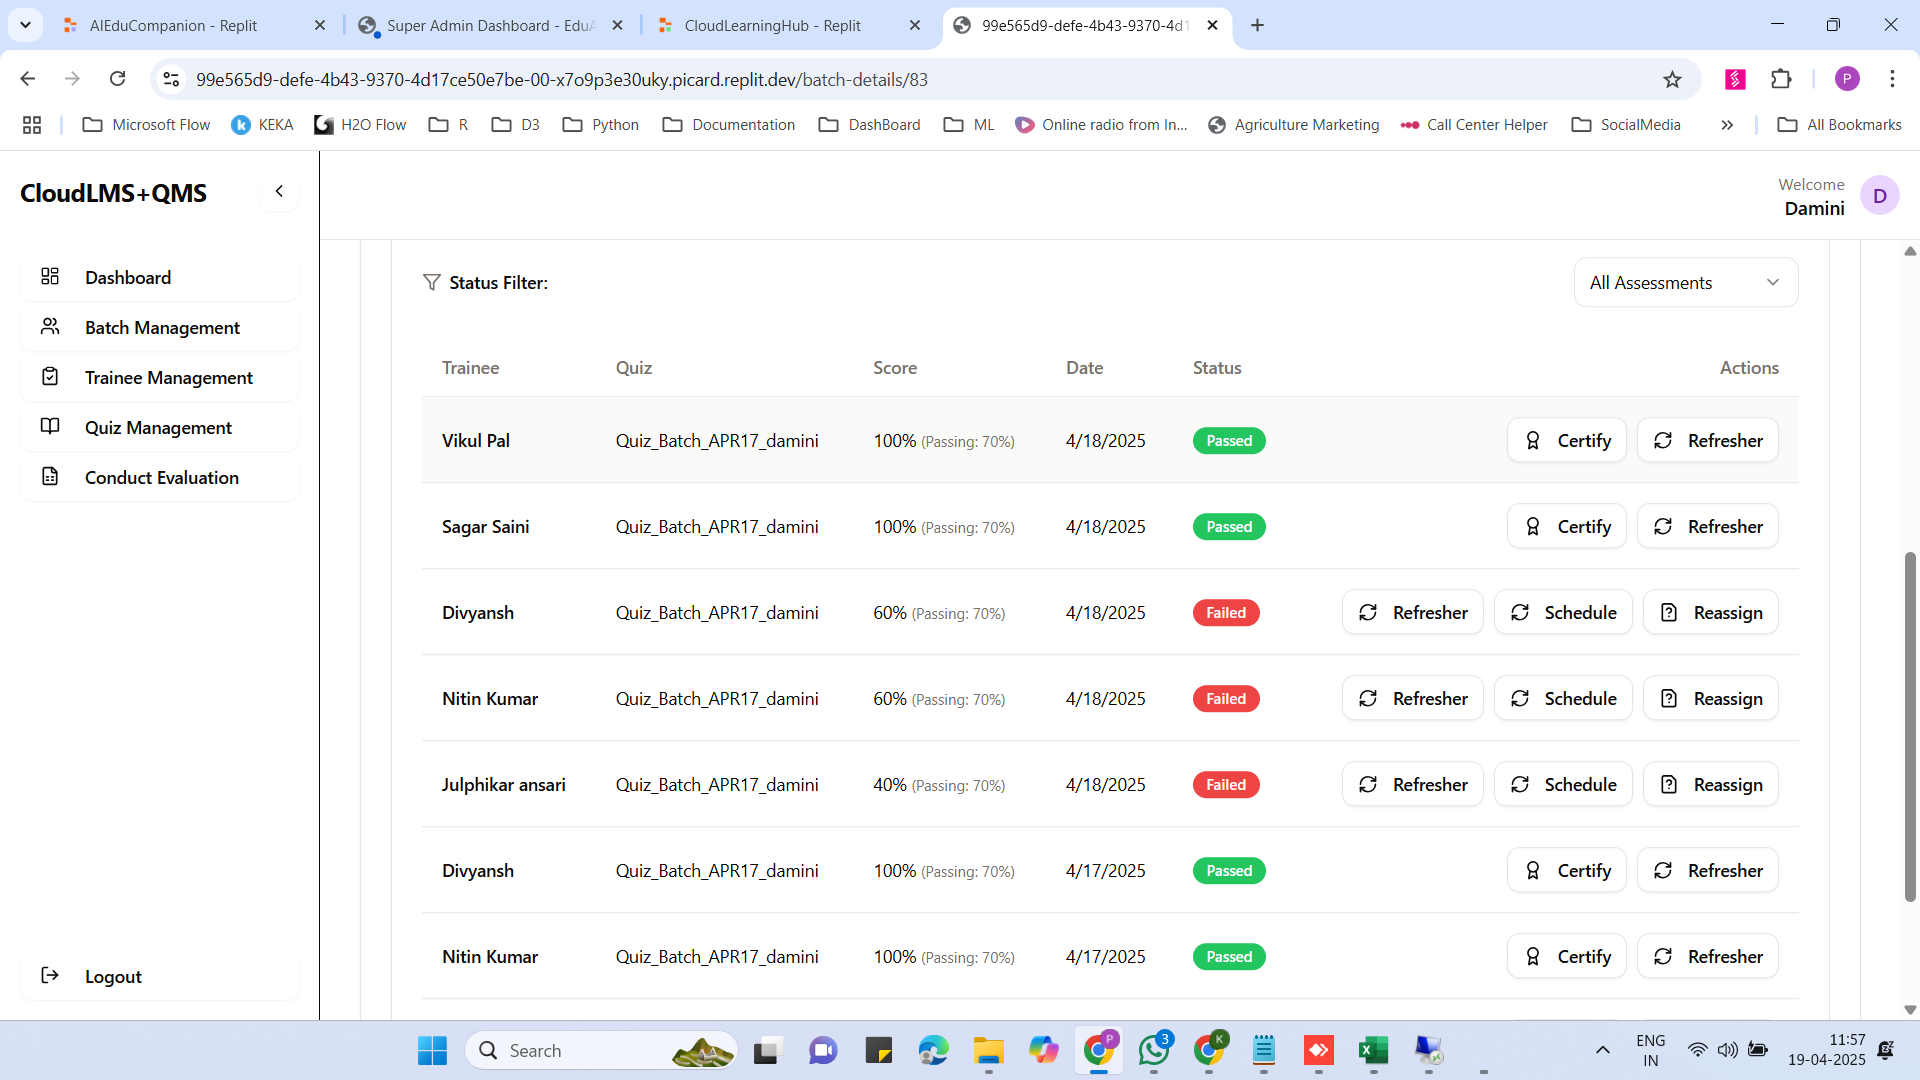 AIEduCompanion - Replit
Super Admin Dashboard - EduA
CloudLearningHub - Replit
99e565d9-defe-4b43-9370-4d1
99e565d9-defe-4b43-9370-4d17ce50e7be-00-x7o9p3e30uky.picard.replit.dev/batch-details/83
P
Microsoft Flow
KEKA
H2O Flow
R
D3
Python
Documentation
DashBoard
ML
Online radio from In...
Agriculture Marketing
Call Center Helper
SocialMedia
All Bookmarks
CloudLMS+QMS
Welcome
Damini
D
Dashboard
Batch Management
Trainee Management
Quiz Management
Conduct Evaluation
Logout
Status Filter:
All Assessments
Trainee Quiz Score Date Status Actions
Vikul Pal Quiz_Batch_APR17_damini 100% (Passing: 70%) 4/18/2025 Passed Certify Refresher
Sagar Saini Quiz_Batch_APR17_damini 100% (Passing: 70%) 4/18/2025 Passed Certify Refresher
Divyansh Quiz_Batch_APR17_damini 60% (Passing: 70%) 4/18/2025 Failed Refresher Schedule Reassign
Nitin Kumar Quiz_Batch_APR17_damini 60% (Passing: 70%) 4/18/2025 Failed Refresher Schedule Reassign
Julphikar ansari Quiz_Batch_APR17_damini 40% (Passing: 70%) 4/18/2025 Failed Refresher Schedule Reassign
Divyansh Quiz_Batch_APR17_damini 100% (Passing: 70%) 4/17/2025 Passed Certify Refresher
Nitin Kumar Quiz_Batch_APR17_damini 100% (Passing: 70%) 4/17/2025 Passed Certify Refresher
Search
P
3
K
ENG
IN
11:57
19-04-2025